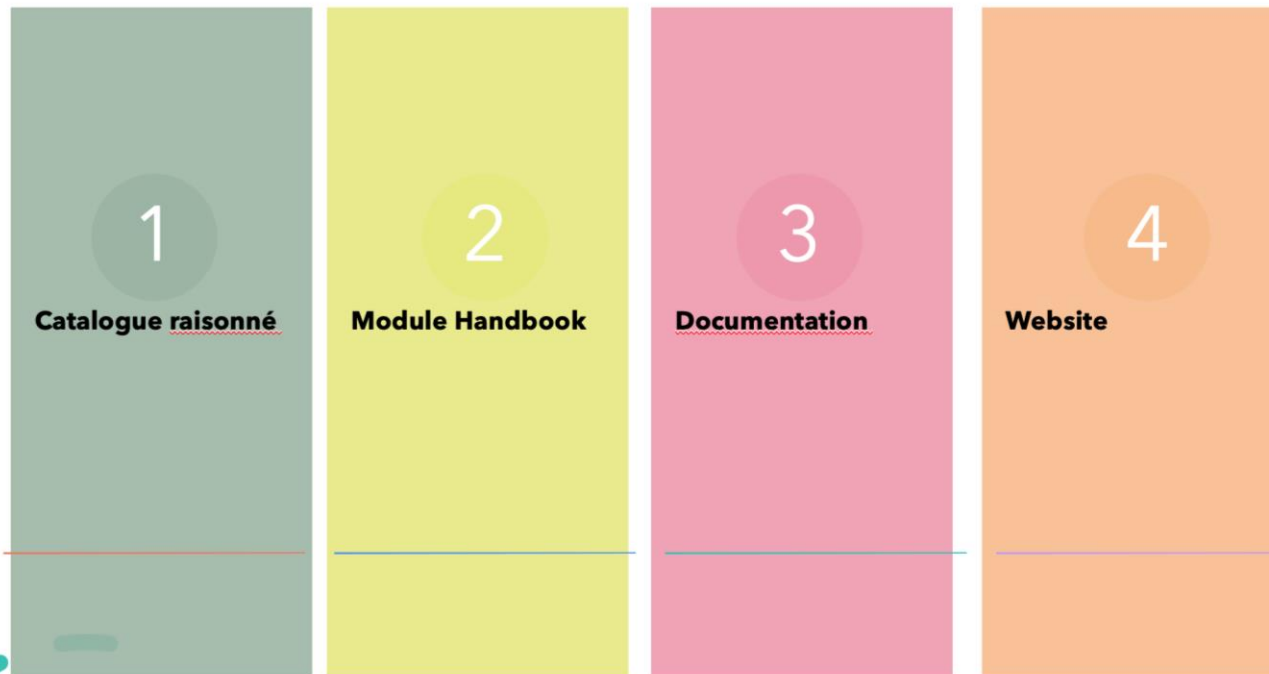 1
Catalogue raisonné
2
Module Handbook
3
Documentation
4
Website